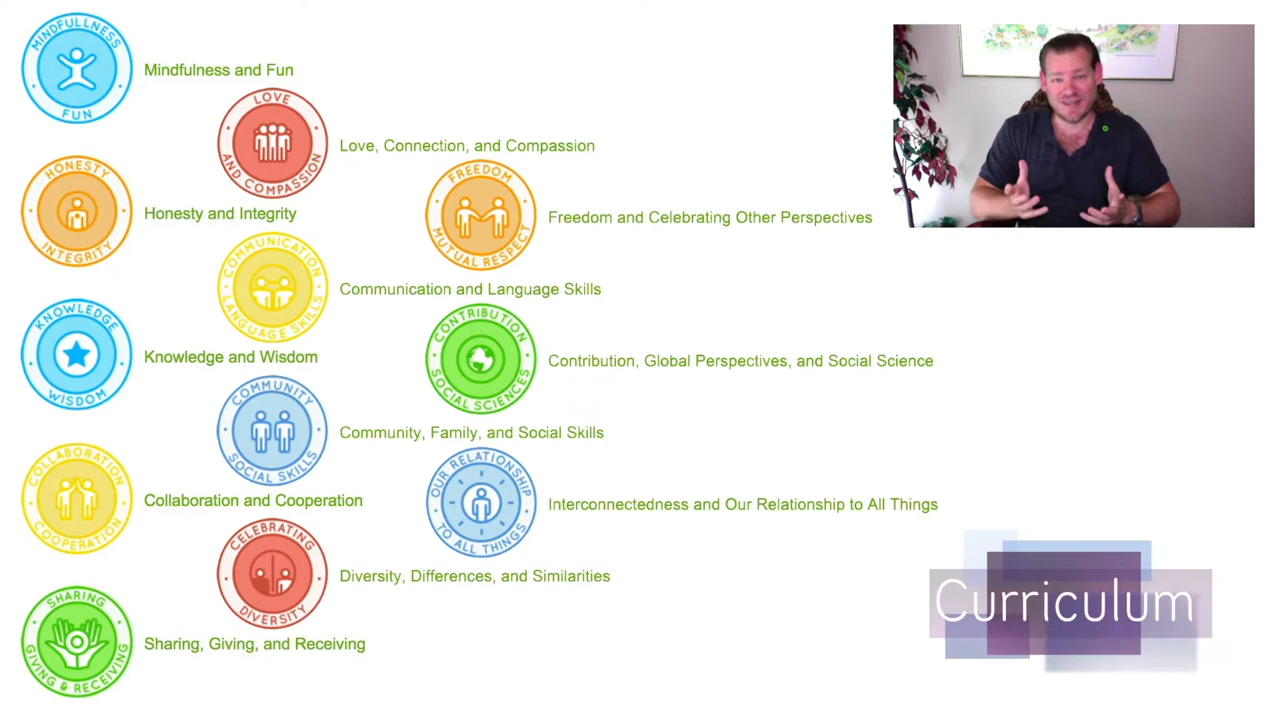 MINDFULLNESS
FUN
Mindfulness and Fun
LOVE
AND COMPASSION
Love, Connection, and Compassion
HONESTY
INTEGRITY
Honesty and Integrity
FREEDOM
MUTUAL RESPECT
Freedom and Celebrating Other Perspectives
COMMUNICATION
LANGUAGE SKILLS
Communication and Language Skills
KNOWLEDGE
WISDOM
Knowledge and Wisdom
CONTRIBUTION
SOCIAL SCIENCES
Contribution, Global Perspectives, and Social Science
COMMUNITY
SOCIAL SKILLS
Community, Family, and Social Skills
COLLABORATION
COOPERATION
Collaboration and Cooperation
OUR RELATIONSHIP
TO ALL THINGS
Interconnectedness and Our Relationship to All Things
CELEBRATING
DIVERSITY
Diversity, Differences, and Similarities
SHARING
GIVING & RECEIVING
Sharing, Giving, and Receiving
Curriculum